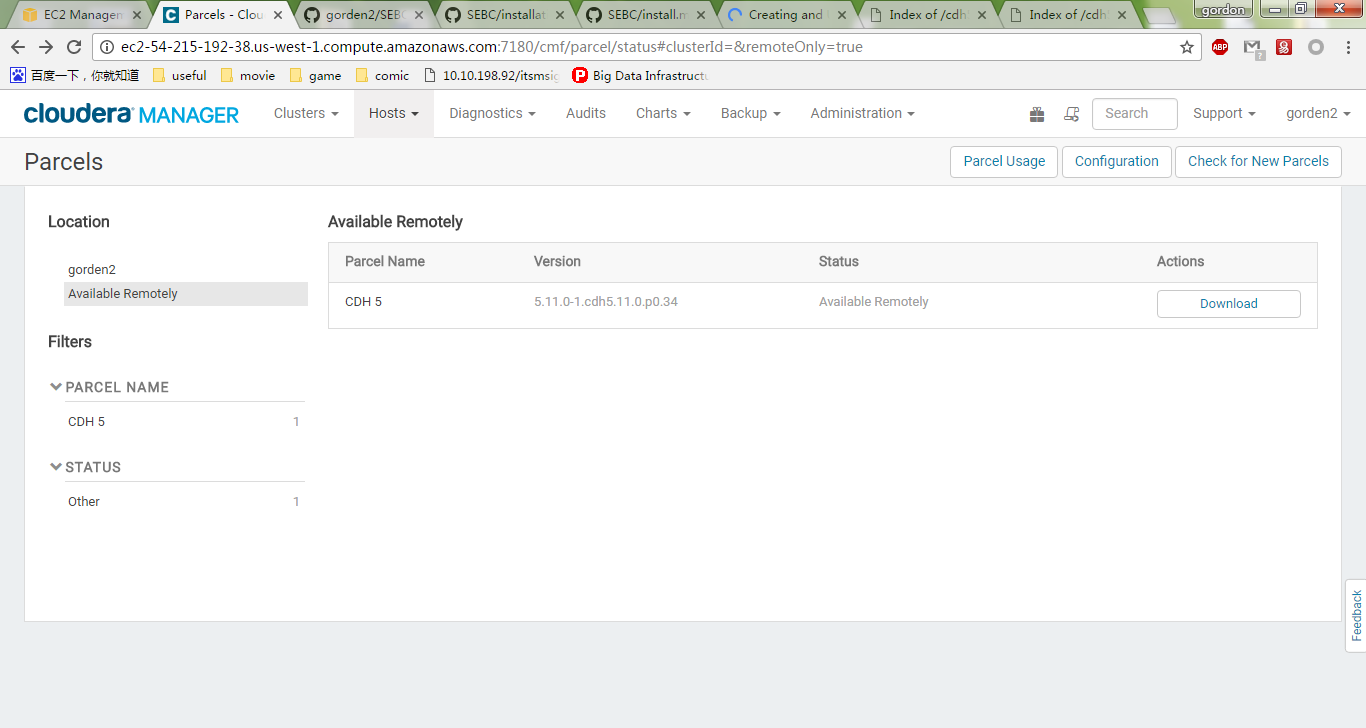 EC2 Managem
Parcels - Clou
gorden2/SEBC
SEBC/installat
SEBC/install.m
Creating and
Index of /cdh
Index of /cdh
gordon
ec2-54-215-192-38.us-west-1.compute.amazonaws.com:7180/cmf/parcel/status#clusterId=&remoteOnly=true
ABP
百度一下，你就知道
useful
movie
game
comic
10.10.198.92/itsmsig
Big Data Infrastructu
cloudera MANAGER
Clusters
Hosts
Diagnostics
Audits
Charts
Backup
Administration
Search
Support
gorden2
Parcels
Parcel Usage
Configuration
Check for New Parcels
Location
gorden2
Available Remotely
Filters
PARCEL NAME
CDH 5 1
STATUS
Other 1
Available Remotely
Parcel Name Version Status Actions
CDH 5 5.11.0-1.cdh5.11.0.p0.34 Available Remotely Download
Feedback